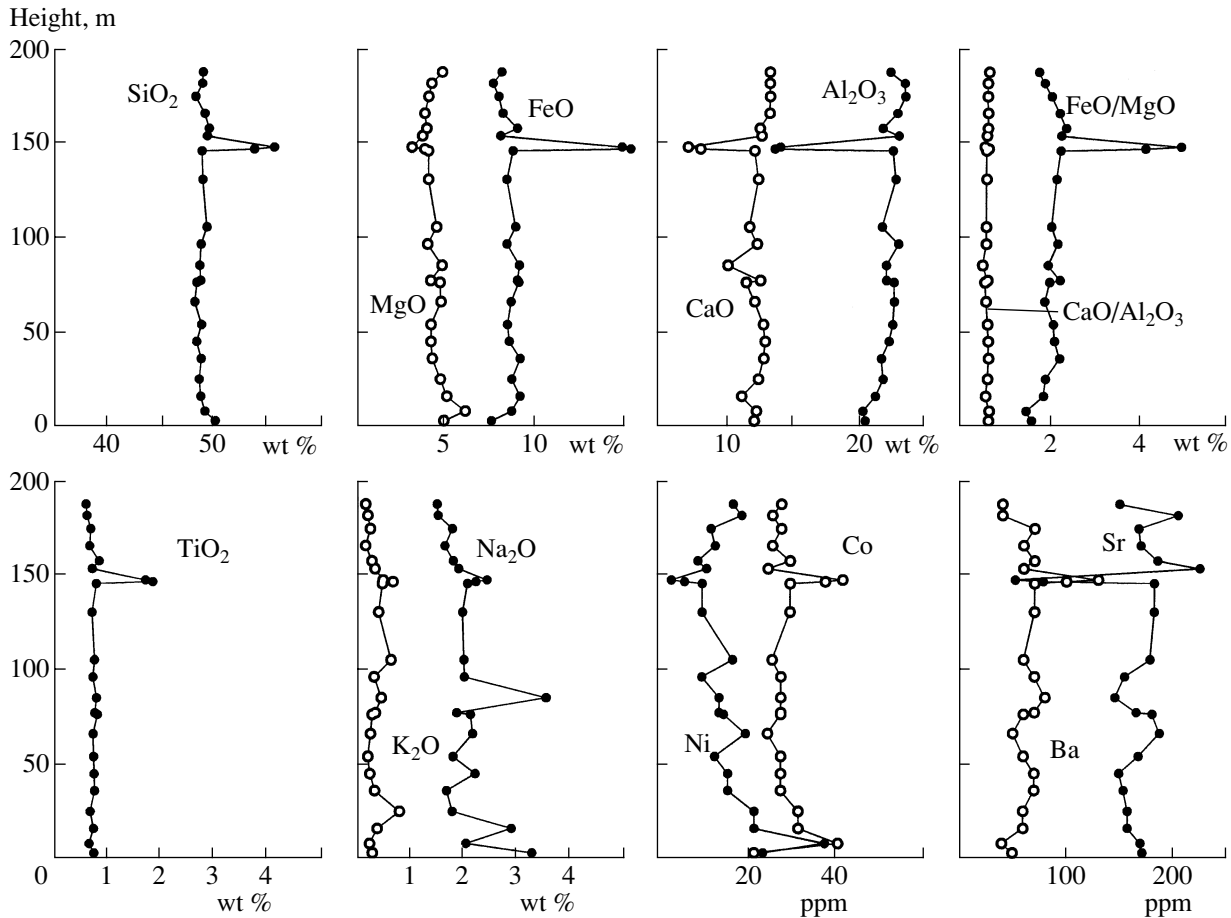 Height, m
200
150
100
50
0
SiO₂
40 50 wt %
MgO
FeO
5 10 wt %
CaO
Al₂O₃
10 20 wt %
FeO/MgO
CaO/Al₂O₃
2 4 wt %
200
150
100
50
0
TiO₂
1 2 3 4
wt %
K₂O
Na₂O
1 2 3 4
wt %
Ni
Co
20 40
ppm
Ba
Sr
100 200
ppm